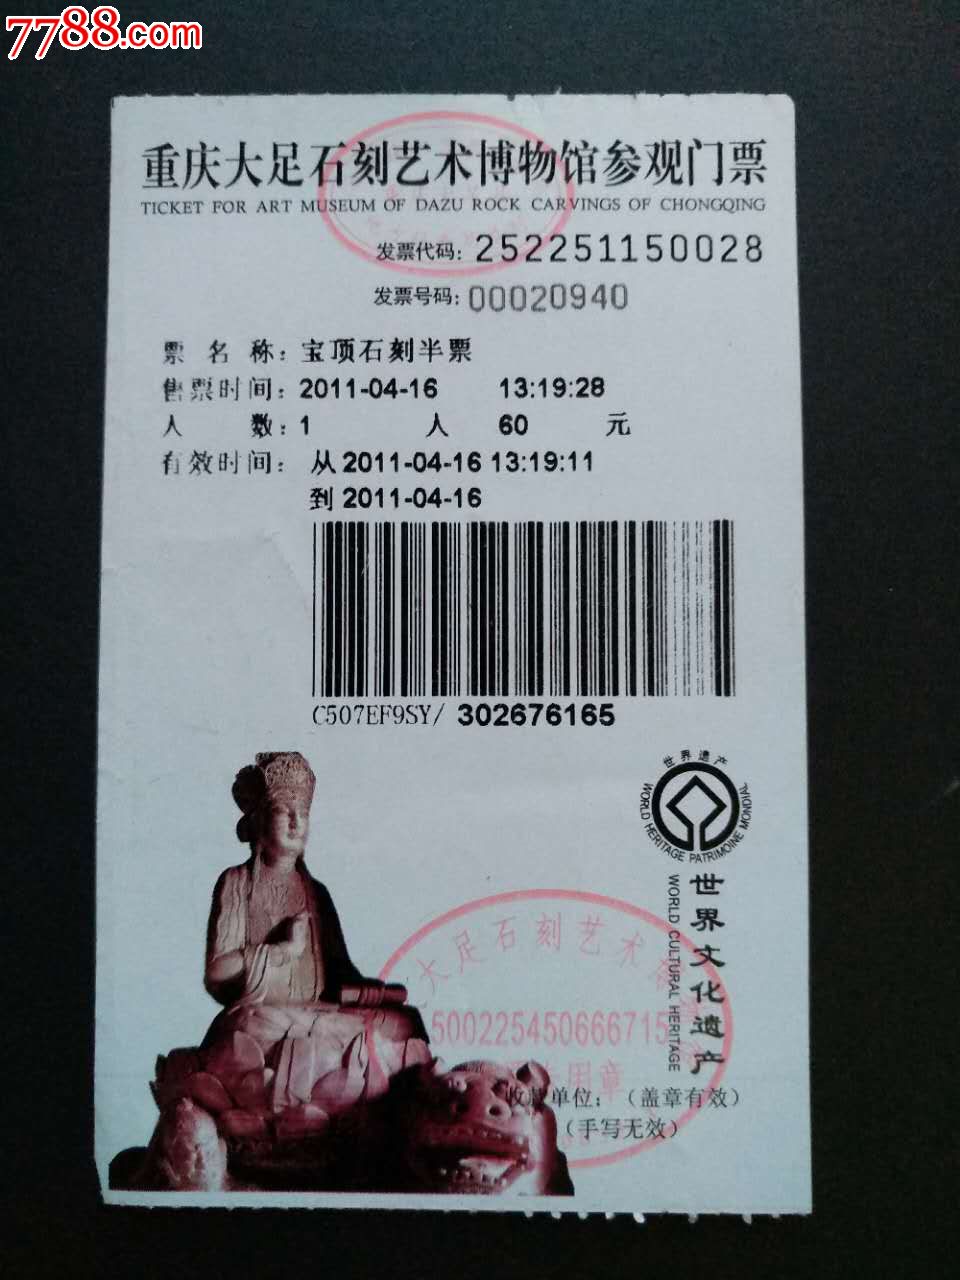 7788.com
重庆大足石刻艺术博物馆参观门票
TICKET FOR ART MUSEUM OF DAZU ROCK CARVINGS OF CHONGQING
发票代码: 252251150028
发票号码: 00020940
票 名 称: 宝顶石刻半票
售票时间: 2011-04-16 13:19:28
人 数: 1 人 60 元
有效时间: 从 2011-04-16 13:19:11
到 2011-04-16
C507EF9SY/ 302676165
世界遗产
WORLD HERITAGE PATRIMOINE MONDIAL
世界文化遗产
WORLD CULTURAL HERITAGE
大足石刻艺术
500225450666715
用章
收款单位: (盖章有效)
(手写无效)